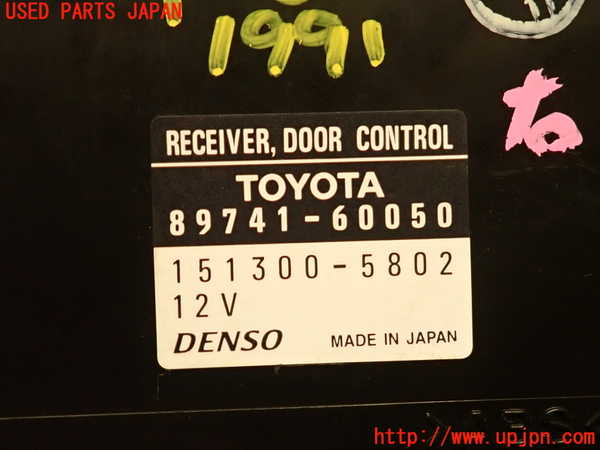 USED PARTS JAPAN
1991
RECEIVER, DOOR CONTROL
TOYOTA
89741-60050
151300-5802
12V
DENSO
MADE IN JAPAN
http://www.upjpn.com/